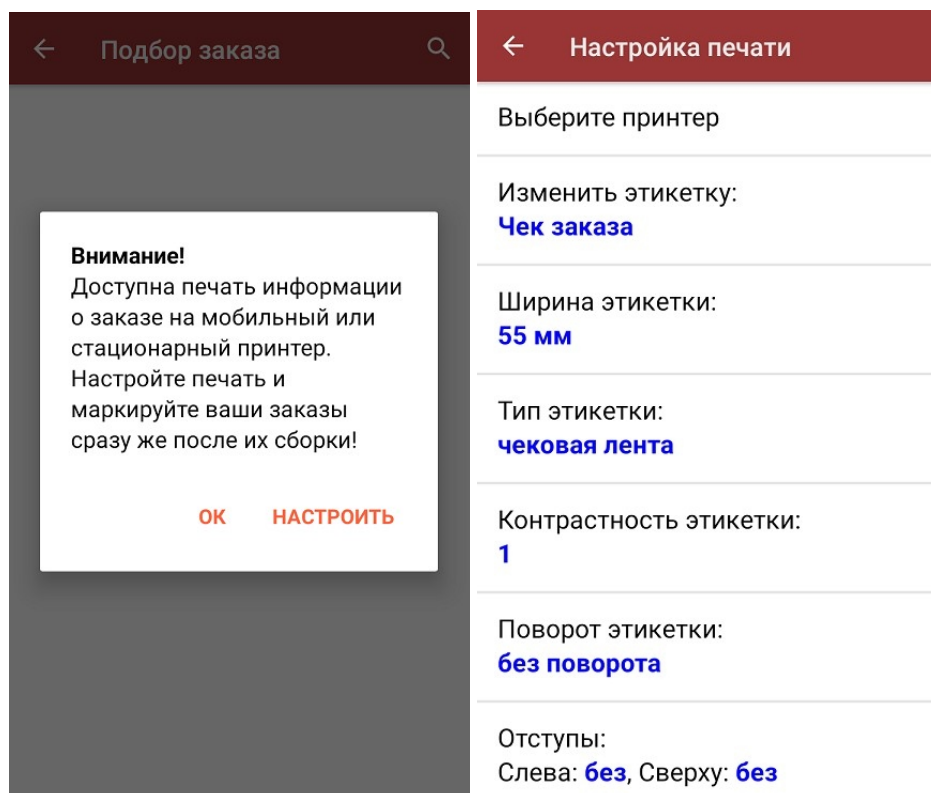 Подбор заказа
Внимание!
Доступна печать информации
о заказе на мобильный или
стационарный принтер.
Настройте печать и
маркируйте ваши заказы
сразу же после их сборки!
ОК НАСТРОИТЬ
Настройка печати
Выберите принтер
Изменить этикетку:
Чек заказа
Ширина этикетки:
55 мм
Тип этикетки:
чековая лента
Контрастность этикетки:
1
Поворот этикетки:
без поворота
Отступы:
Слева: без, Сверху: без